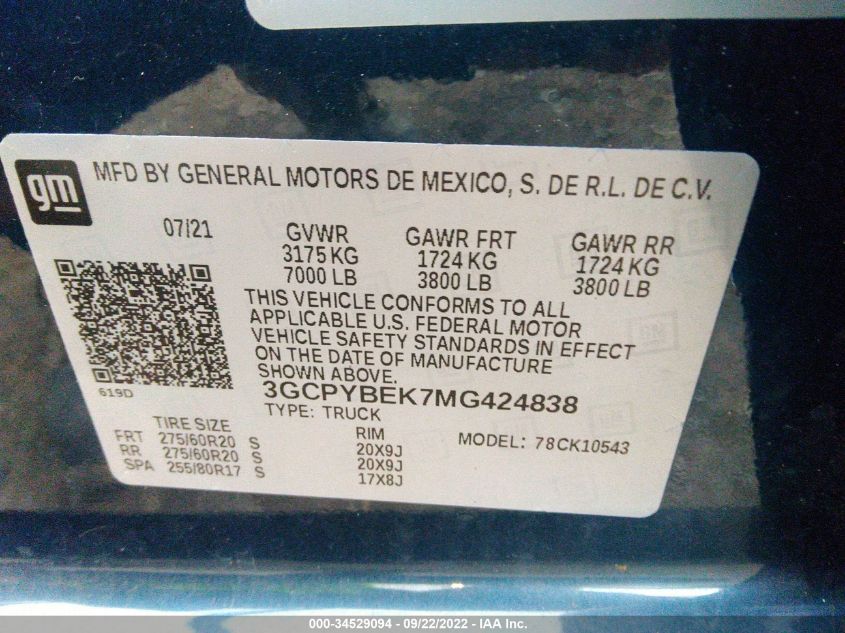 gm
MFD BY GENERAL MOTORS DE MEXICO, S. DE R.L. DE C.V.
07/21 GVWR GAWR FRT GAWR RR
3175 KG 1724 KG 1724 KG
7000 LB 3800 LB 3800 LB
THIS VEHICLE CONFORMS TO ALL
APPLICABLE U.S. FEDERAL MOTOR
VEHICLE SAFETY STANDARDS IN EFFECT
ON THE DATE OF MANUFACTURE
SHOWN ABOVE.
619D
3GCPYBEK7MG424838
TYPE: TRUCK
TIRE SIZE RIM MODEL: 78CK10543
FRT 275/60R20 S 20X9J
RR 275/60R20 S 20X9J
SPA 255/80R17 S 17X8J
000-34529094 - 09/22/2022 - IAA Inc.